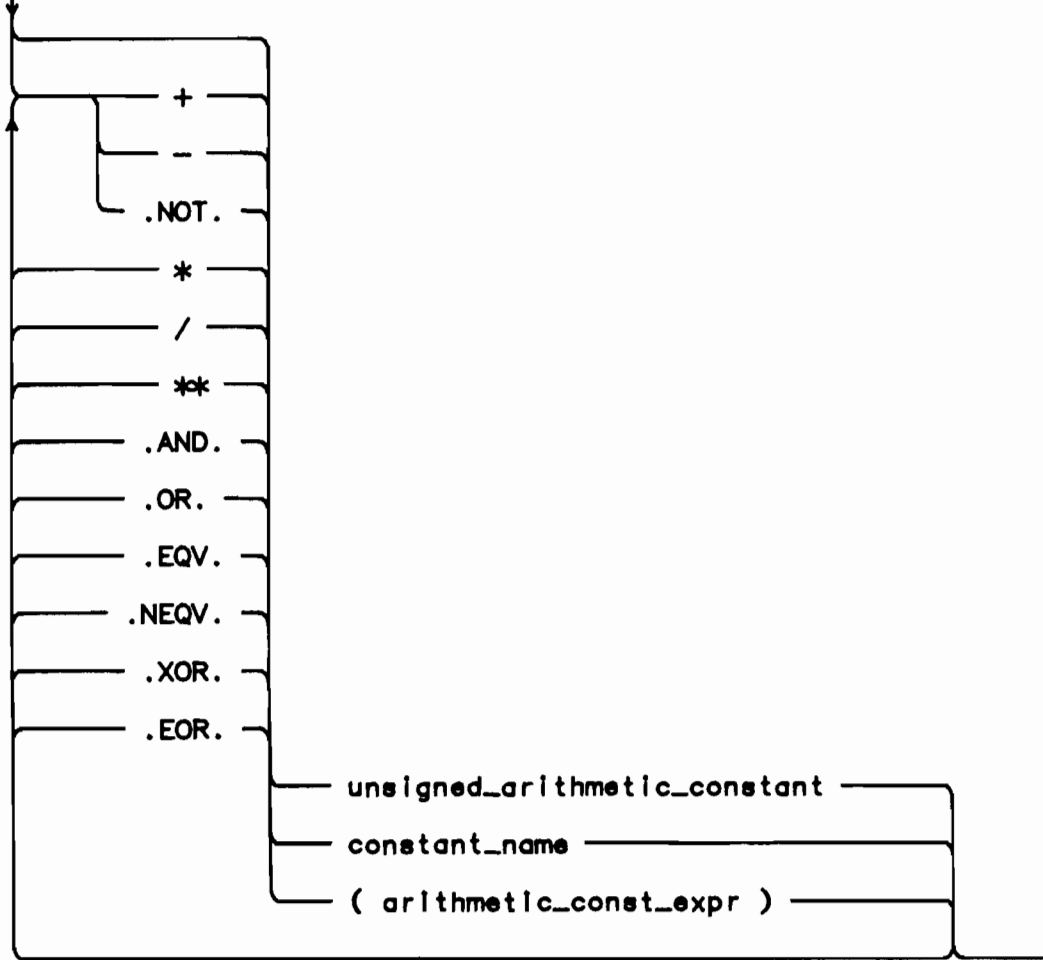 +
-
.NOT.
*
/
**
.AND.
.OR.
.EQV.
.NEQV.
.XOR.
.EOR.
unsigned_arithmetic_constant
constant_name
( arithmetic_const_expr )